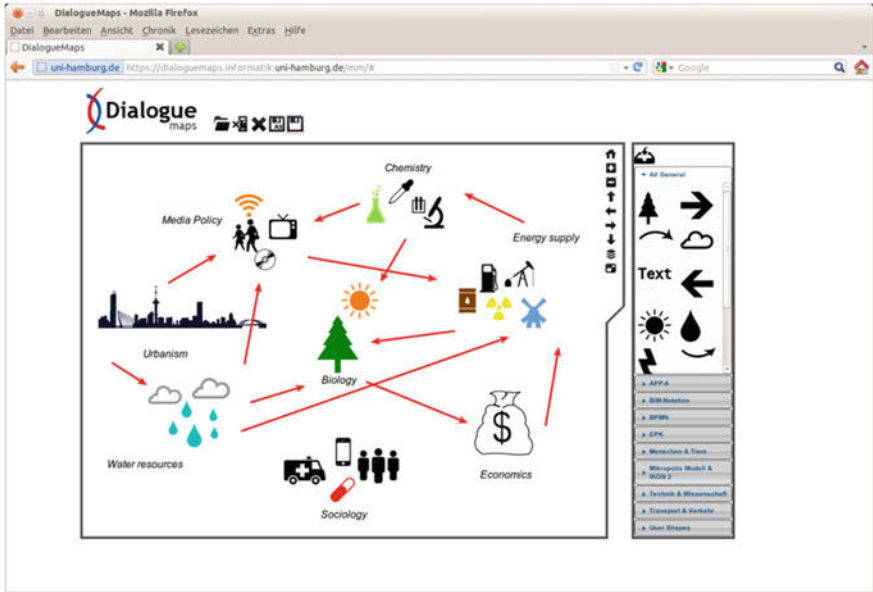 DialogueMaps - Mozilla Firefox
Datei Bearbeiten Ansicht Chronik Lesezeichen Extras Hilfe
DialogueMaps
uni-hamburg.de https://dialoguemaps.informatik.uni-hamburg.de/mm/# Google
Dialogue
maps
Chemistry
Media Policy
Energy supply
Urbanism
Biology
Water resources
Economics
$
Sociology
All General
Text
APP-6
BIM-Notation
BPMN
EPK
Menschen & Tiere
Mikropolis Modell &
IKON 2
Technik & Wissenschaft
Transport & Verkehr
User Shapes